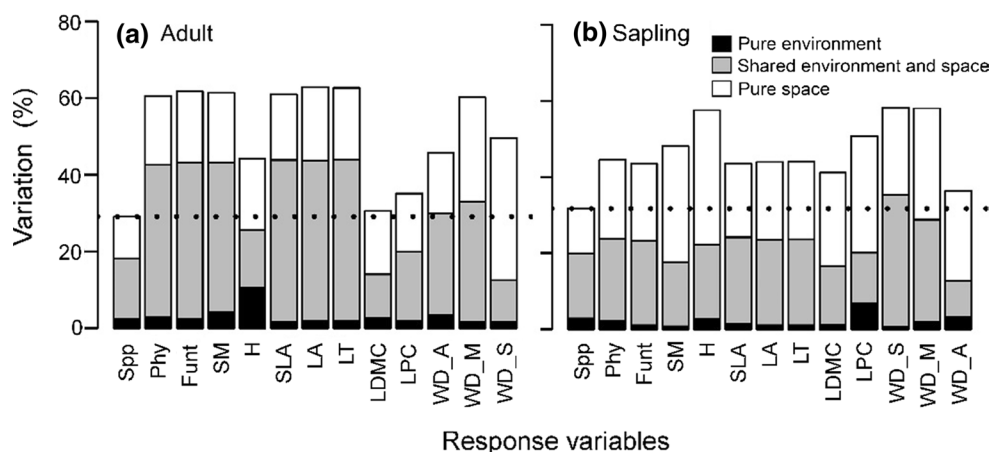 80
60
40
20
0
Variation (%)
(a) Adult
(b) Sapling
Pure environment
Shared environment and space
Pure space
Spp
Phy
Funt
SM
H
SLA
LA
LT
LDMC
LPC
WD_A
WD_M
WD_S
Spp
Phy
Funt
SM
H
SLA
LA
LT
LDMC
LPC
WD_S
WD_M
WD_A
Response variables